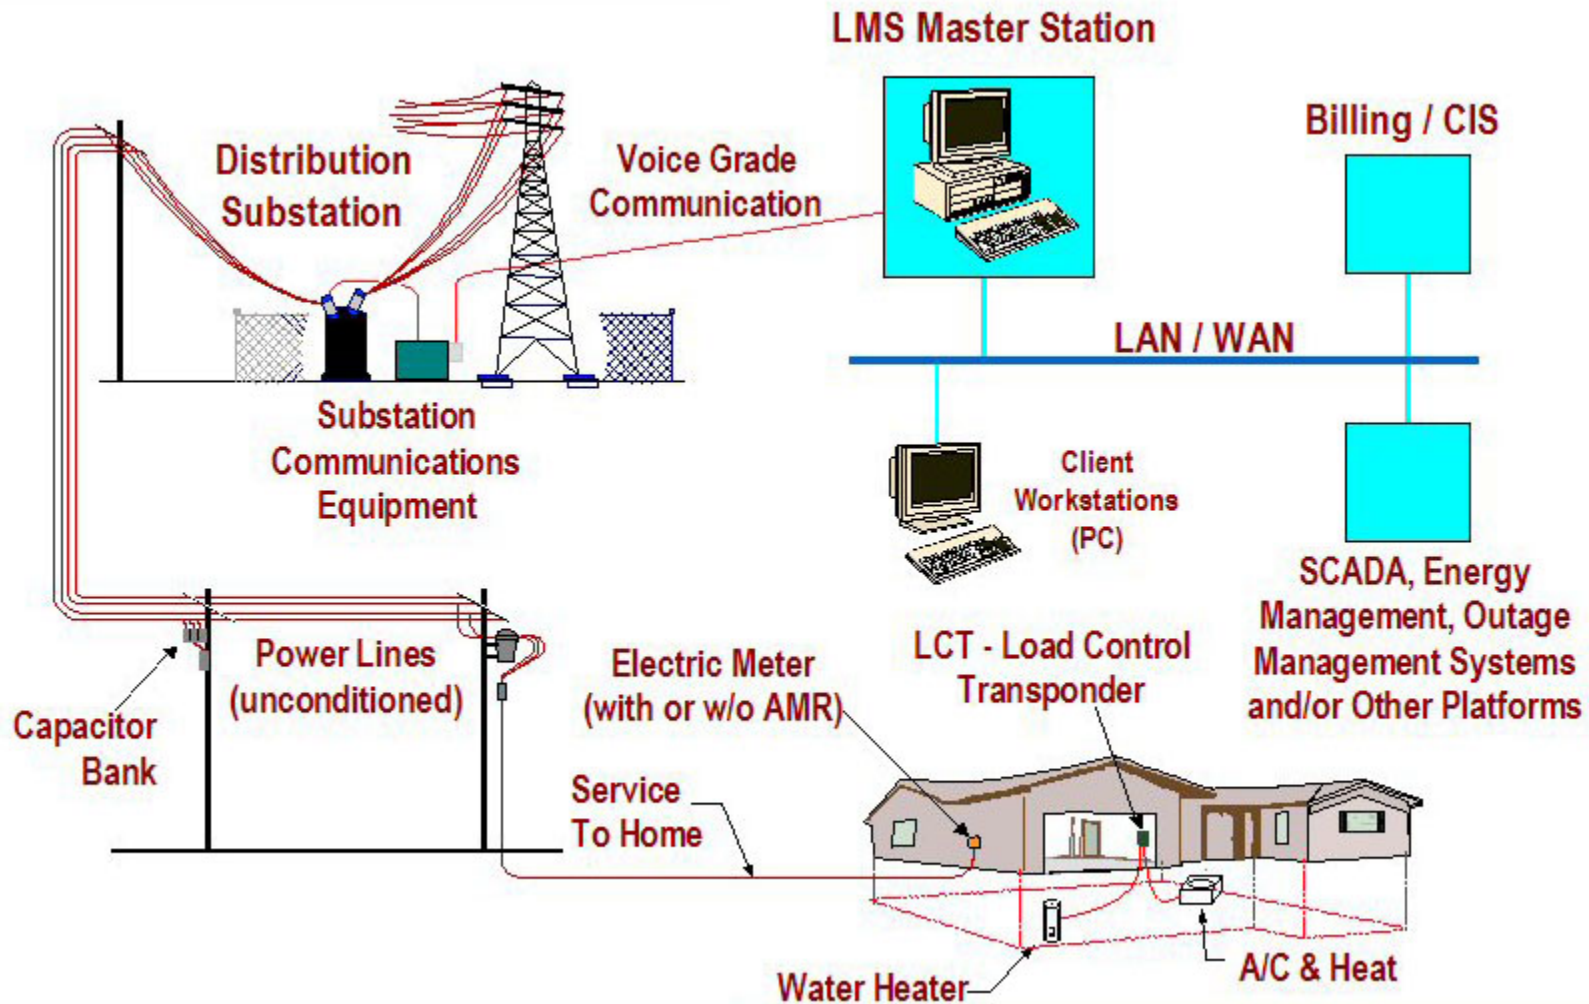 LMS Master Station
Billing / CIS
Distribution
Substation
Voice Grade
Communication
LAN / WAN
Substation
Communications
Equipment
Client
Workstations
(PC)
SCADA, Energy
Management, Outage
Management Systems
and/or Other Platforms
Power Lines
(unconditioned)
Capacitor
Bank
Electric Meter
(with or w/o AMR)
LCT - Load Control
Transponder
Service
To Home
Water Heater
A/C & Heat